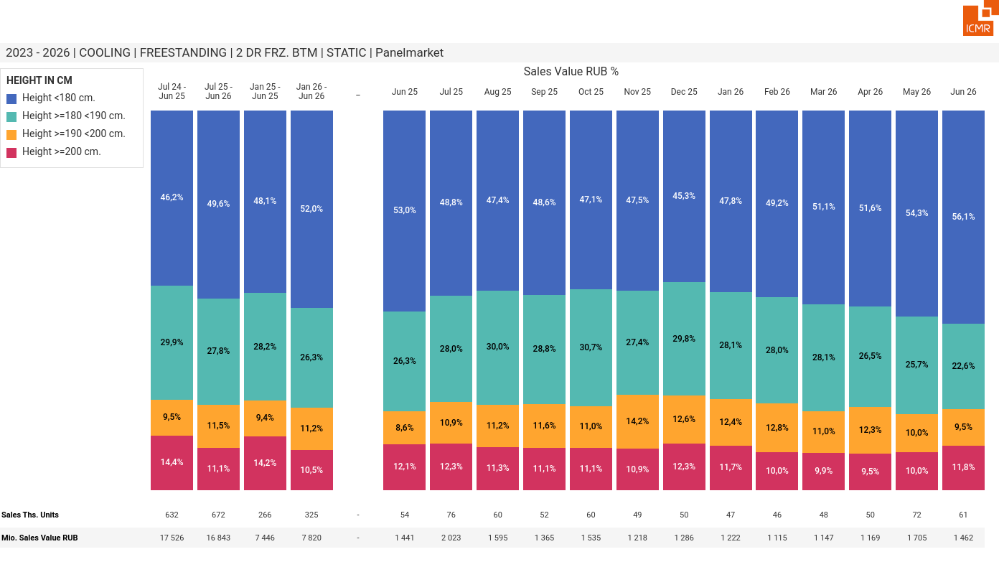 ICMR
2023 - 2026 | COOLING | FREESTANDING | 2 DR FRZ. BTM | STATIC | Panelmarket
Sales Value RUB %
HEIGHT IN CM
Height <180 cm.
Height >=180 <190 cm.
Height >=190 <200 cm.
Height >=200 cm.
Jul 24 - Jul 25 - Jan 25 - Jan 26 -
Jun 25 Jun 26 Jun 25 Jun 26 – Jun 25 Jul 25 Aug 25 Sep 25 Oct 25 Nov 25 Dec 25 Jan 26 Feb 26 Mar 26 Apr 26 May 26 Jun 26
46,2% 49,6% 48,1% 52,0% 53,0% 48,8% 47,4% 48,6% 47,1% 47,5% 45,3% 47,8% 49,2% 51,1% 51,6% 54,3% 56,1%
29,9% 27,8% 28,2% 26,3% 26,3% 28,0% 30,0% 28,8% 30,7% 27,4% 29,8% 28,1% 28,0% 28,1% 26,5% 25,7% 22,6%
9,5% 11,5% 9,4% 11,2% 8,6% 10,9% 11,2% 11,6% 11,0% 14,2% 12,6% 12,4% 12,8% 11,0% 12,3% 10,0% 9,5%
14,4% 11,1% 14,2% 10,5% 12,1% 12,3% 11,3% 11,1% 11,1% 10,9% 12,3% 11,7% 10,0% 9,9% 9,5% 10,0% 11,8%
Sales Ths. Units 632 672 266 325 - 54 76 60 52 60 49 50 47 46 48 50 72 61
Mio. Sales Value RUB 17 526 16 843 7 446 7 820 - 1 441 2 023 1 595 1 365 1 535 1 218 1 286 1 222 1 115 1 147 1 169 1 705 1 462